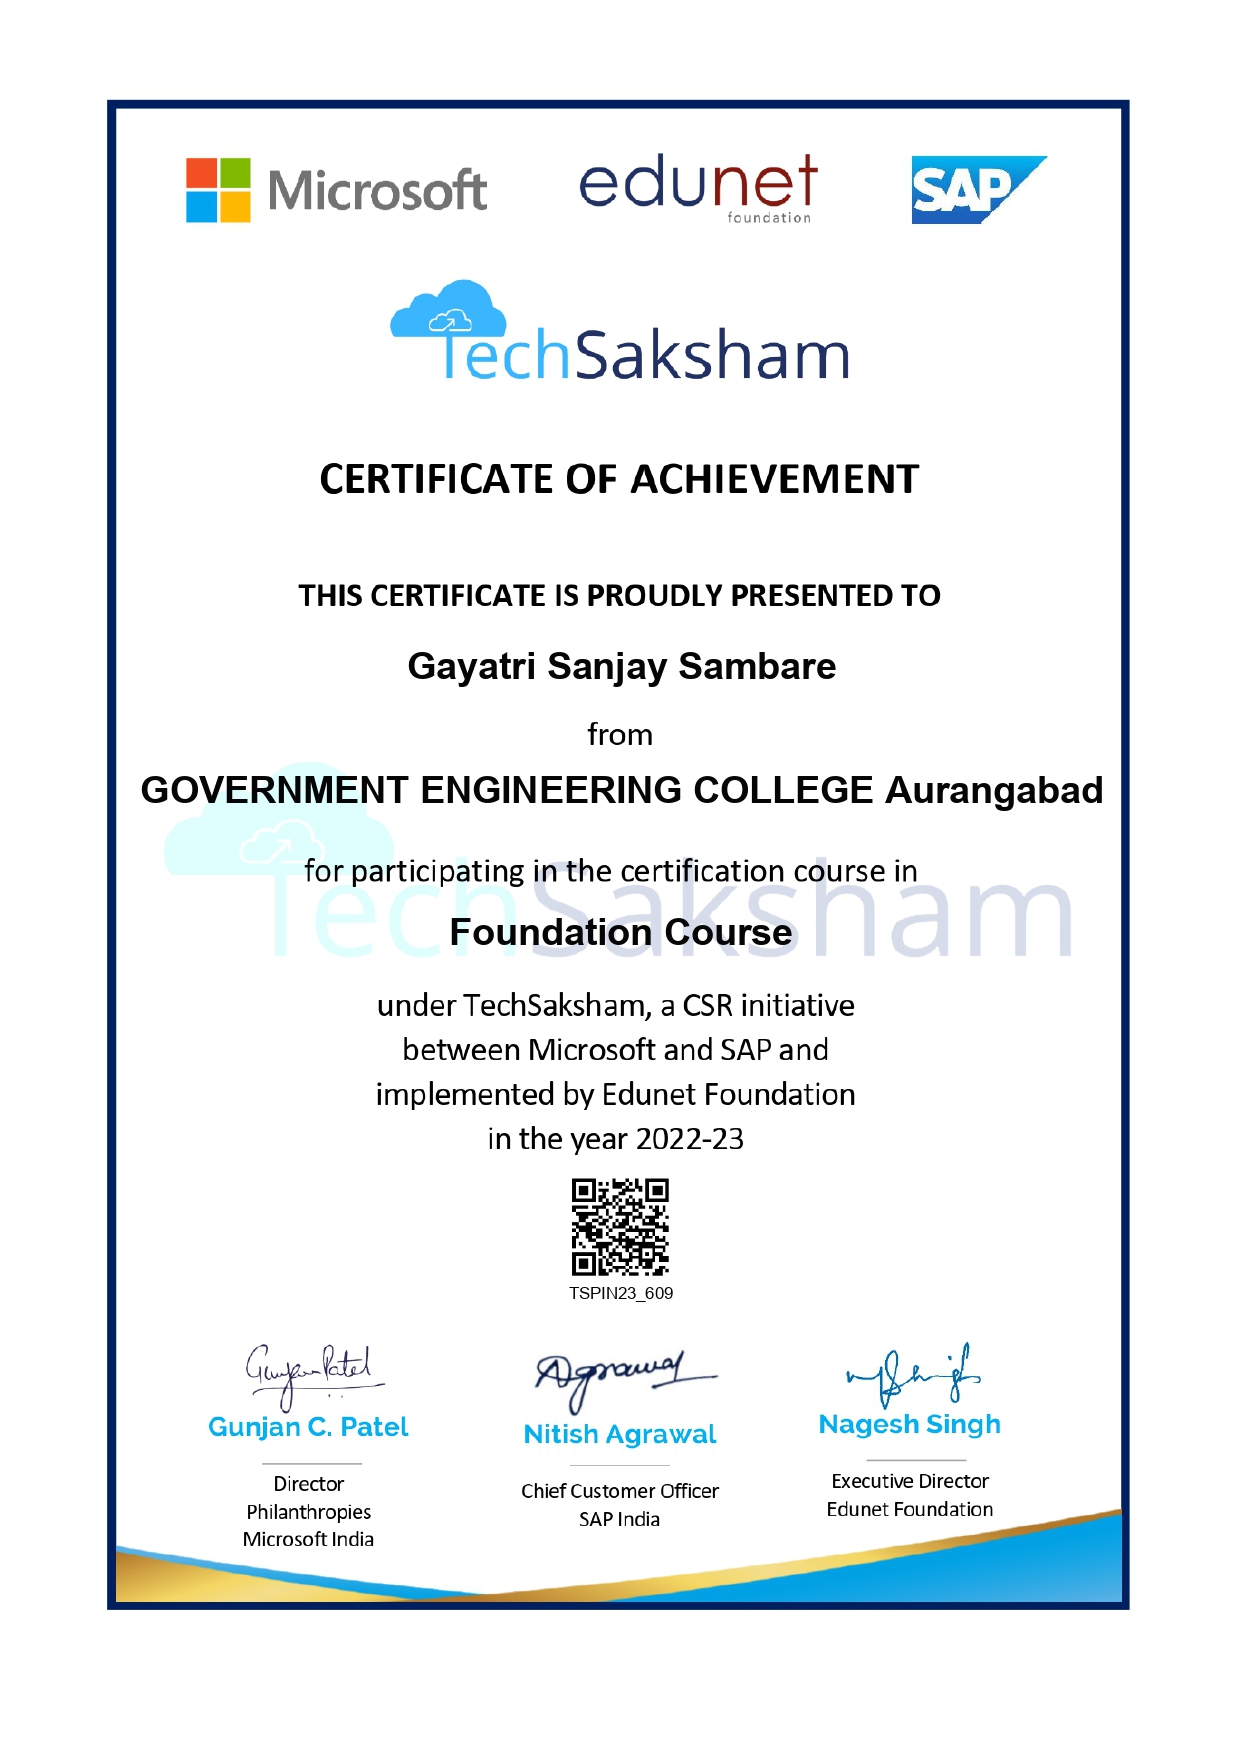 Microsoft
edunet
foundation
SAP
TechSaksham
CERTIFICATE OF ACHIEVEMENT
THIS CERTIFICATE IS PROUDLY PRESENTED TO
Gayatri Sanjay Sambare
from
GOVERNMENT ENGINEERING COLLEGE Aurangabad
for participating in the certification course in
TechSaksham
Foundation Course
under TechSaksham, a CSR initiative
between Microsoft and SAP and
implemented by Edunet Foundation
in the year 2022-23
TSPIN23_609
Gunjan Patel
Agrawal
Gunjan C. Patel
Nitish Agrawal
Nagesh Singh
Director
Philanthropies
Microsoft India
Chief Customer Officer
SAP India
Executive Director
Edunet Foundation